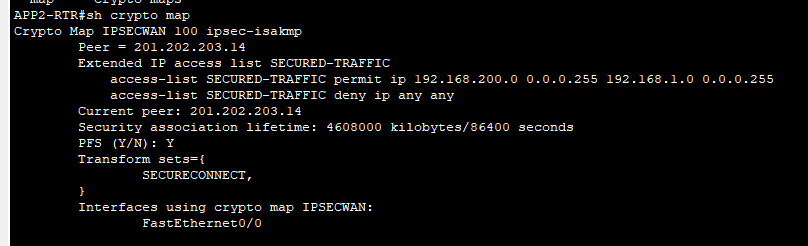 APP2-RTR#sh crypto map
Crypto Map IPSECWAN 100 ipsec-isakmp
Peer = 201.202.203.14
Extended IP access list SECURED-TRAFFIC
access-list SECURED-TRAFFIC permit ip 192.168.200.0 0.0.0.255 192.168.1.0 0.0.0.255
access-list SECURED-TRAFFIC deny ip any any
Current peer: 201.202.203.14
Security association lifetime: 4608000 kilobytes/86400 seconds
PFS (Y/N): Y
Transform sets={
SECURECONNECT,
}
Interfaces using crypto map IPSECWAN:
FastEthernet0/0